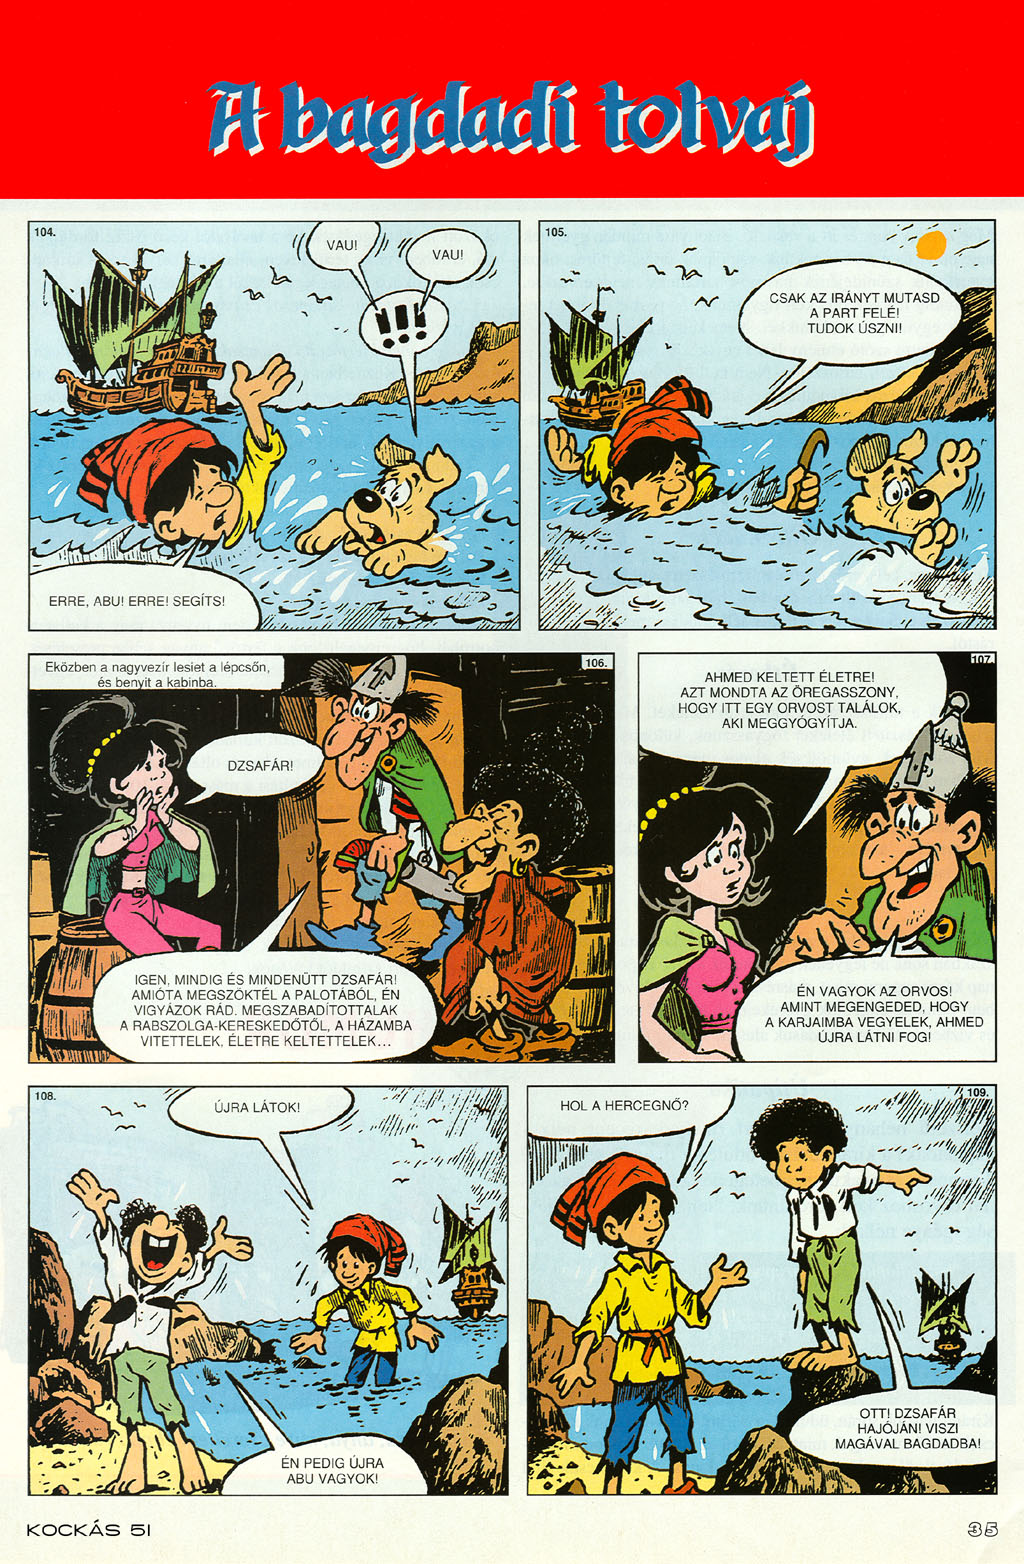 A bagdadi tolvaj
104.
VAU!
VAU!
!!!
ERRE, ABU! ERRE! SEGÍTS!
105.
CSAK AZ IRÁNYT MUTASD
A PART FELÉ!
TUDOK ÚSZNI!
Eközben a nagyvezír lesiet a lépcsőn,
és benyit a kabinba.
106.
DZSAFÁR!
IGEN, MINDIG ÉS MINDENÜTT DZSAFÁR!
AMIÓTA MEGSZÖKTÉL A PALOTÁBÓL, ÉN
VIGYÁZOK RÁD. MEGSZABADÍTOTTALAK
A RABSZOLGA-KERESKEDŐTŐL, A HÁZAMBA
VITETTELEK, ÉLETRE KELTETTELEK...
107.
AHMED KELTETT ÉLETRE!
AZT MONDTA AZ ÖREGASSZONY,
HOGY ITT EGY ORVOST TALÁLOK,
AKI MEGGYÓGYÍTJA.
ÉN VAGYOK AZ ORVOS!
AMINT MEGENGEDED, HOGY
A KARJAIMBA VEGYELEK, AHMED
ÚJRA LÁTNI FOG!
108.
ÚJRA LÁTOK!
ÉN PEDIG ÚJRA
ABU VAGYOK!
109.
HOL A HERCEGNŐ?
OTT! DZSAFÁR
HAJÓJÁN! VISZI
MAGÁVAL BAGDADBA!
KOCKÁS 51
35